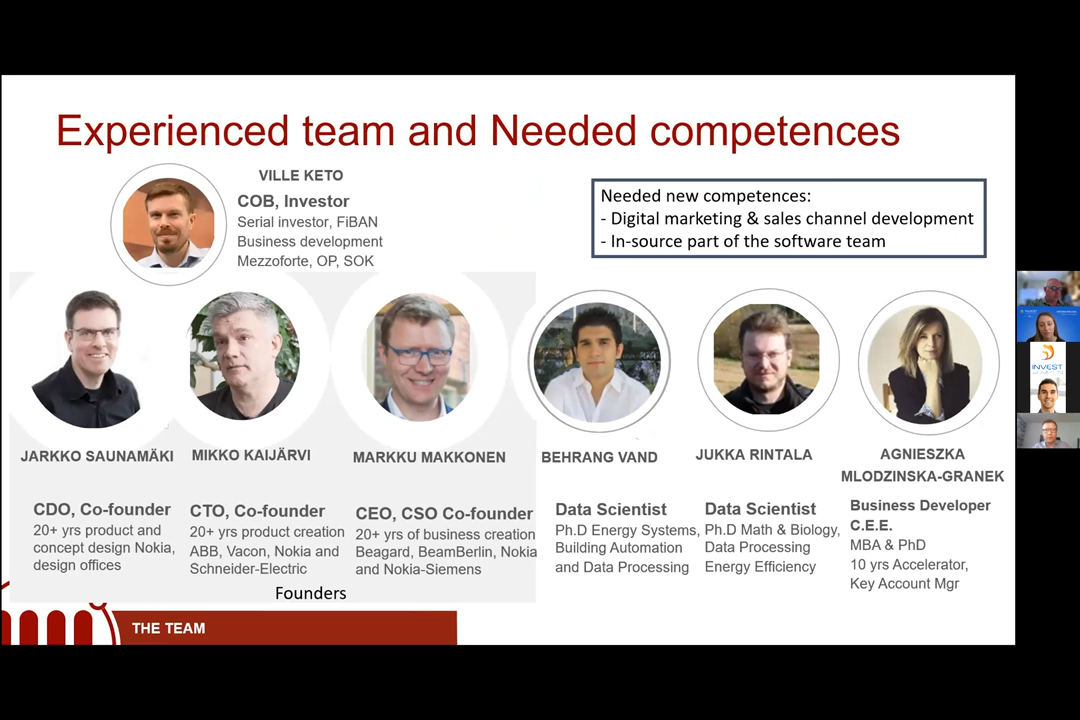 Experienced team and Needed competences
VILLE KETO
COB, Investor
Serial investor, FiBAN
Business development
Mezzoforte, OP, SOK
Needed new competences:
- Digital marketing & sales channel development
- In-source part of the software team
JARKKO SAUNAMÄKI
CDO, Co-founder
20+ yrs product and
concept design Nokia,
design offices
MIKKO KAIJÄRVI
CTO, Co-founder
20+ yrs product creation
ABB, Vacon, Nokia and
Schneider-Electric
MARKKU MAKKONEN
CEO, CSO Co-founder
20+ yrs of business creation
Beagard, BeamBerlin, Nokia
and Nokia-Siemens
Founders
BEHRANG VAND
Data Scientist
Ph.D Energy Systems,
Building Automation
and Data Processing
JUKKA RINTALA
Data Scientist
Ph.D Math & Biology,
Data Processing
Energy Efficiency
AGNIESZKA
MLODZINSKA-GRANEK
Business Developer
C.E.E.
MBA & PhD
10 yrs Accelerator,
Key Account Mgr
THE TEAM
INVEST